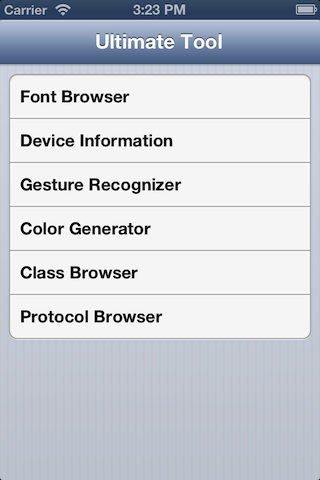 Carrier 3:23 PM
Ultimate Tool
Font Browser
Device Information
Gesture Recognizer
Color Generator
Class Browser
Protocol Browser